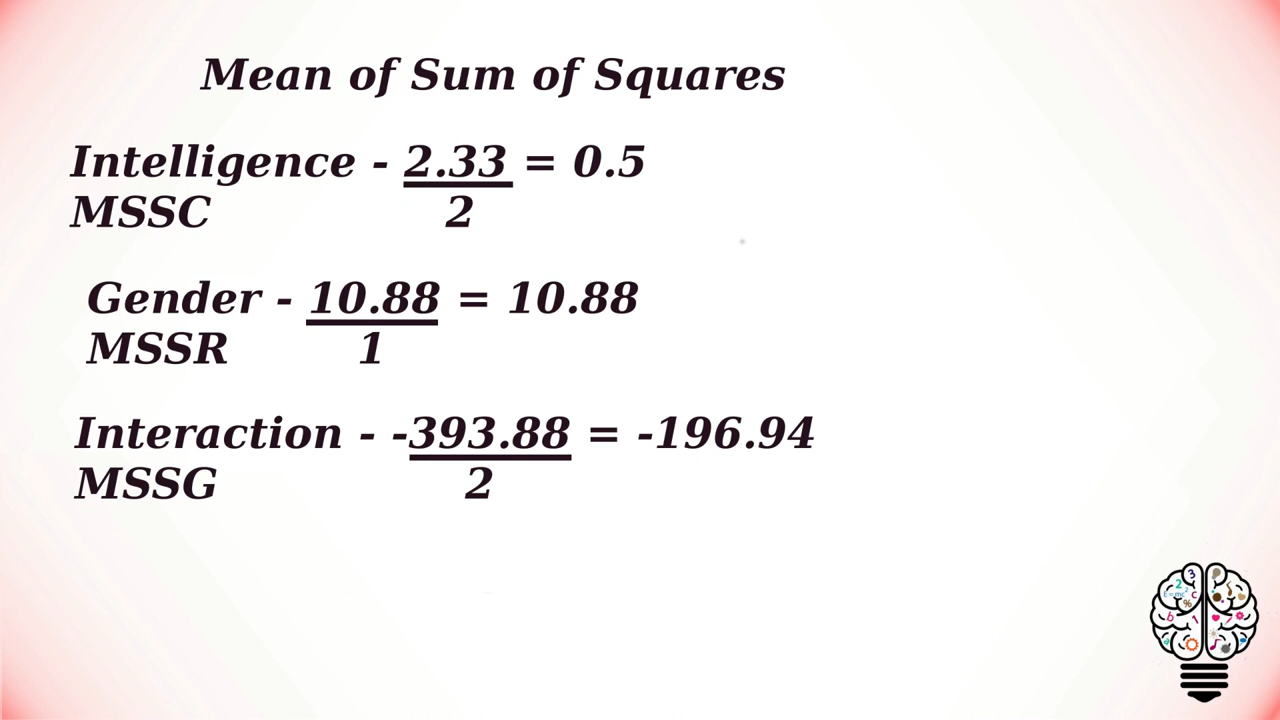 Mean of Sum of Squares
Intelligence - 2.33 = 0.5
MSSC 2
Gender - 10.88 = 10.88
MSSR 1
Interaction - -393.88 = -196.94
MSSG 2